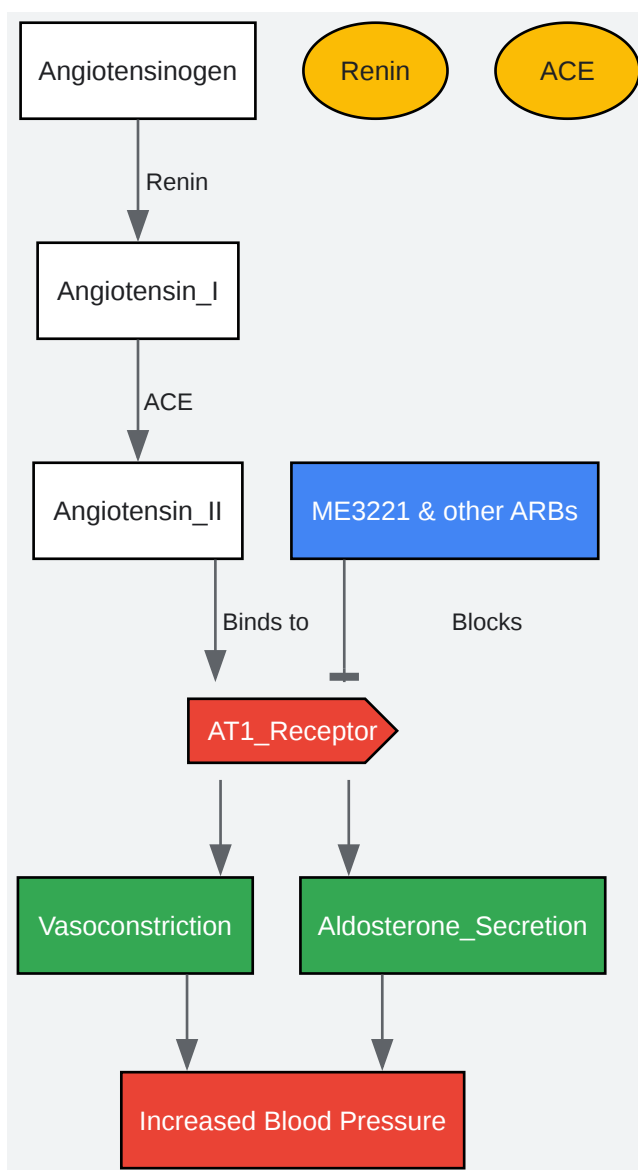 Angiotensinogen
Renin
ACE
Renin
Angiotensin_I
ACE
Angiotensin_II
ME3221 & other ARBs
Binds to
Blocks
AT1_Receptor
Vasoconstriction
Aldosterone_Secretion
Increased Blood Pressure